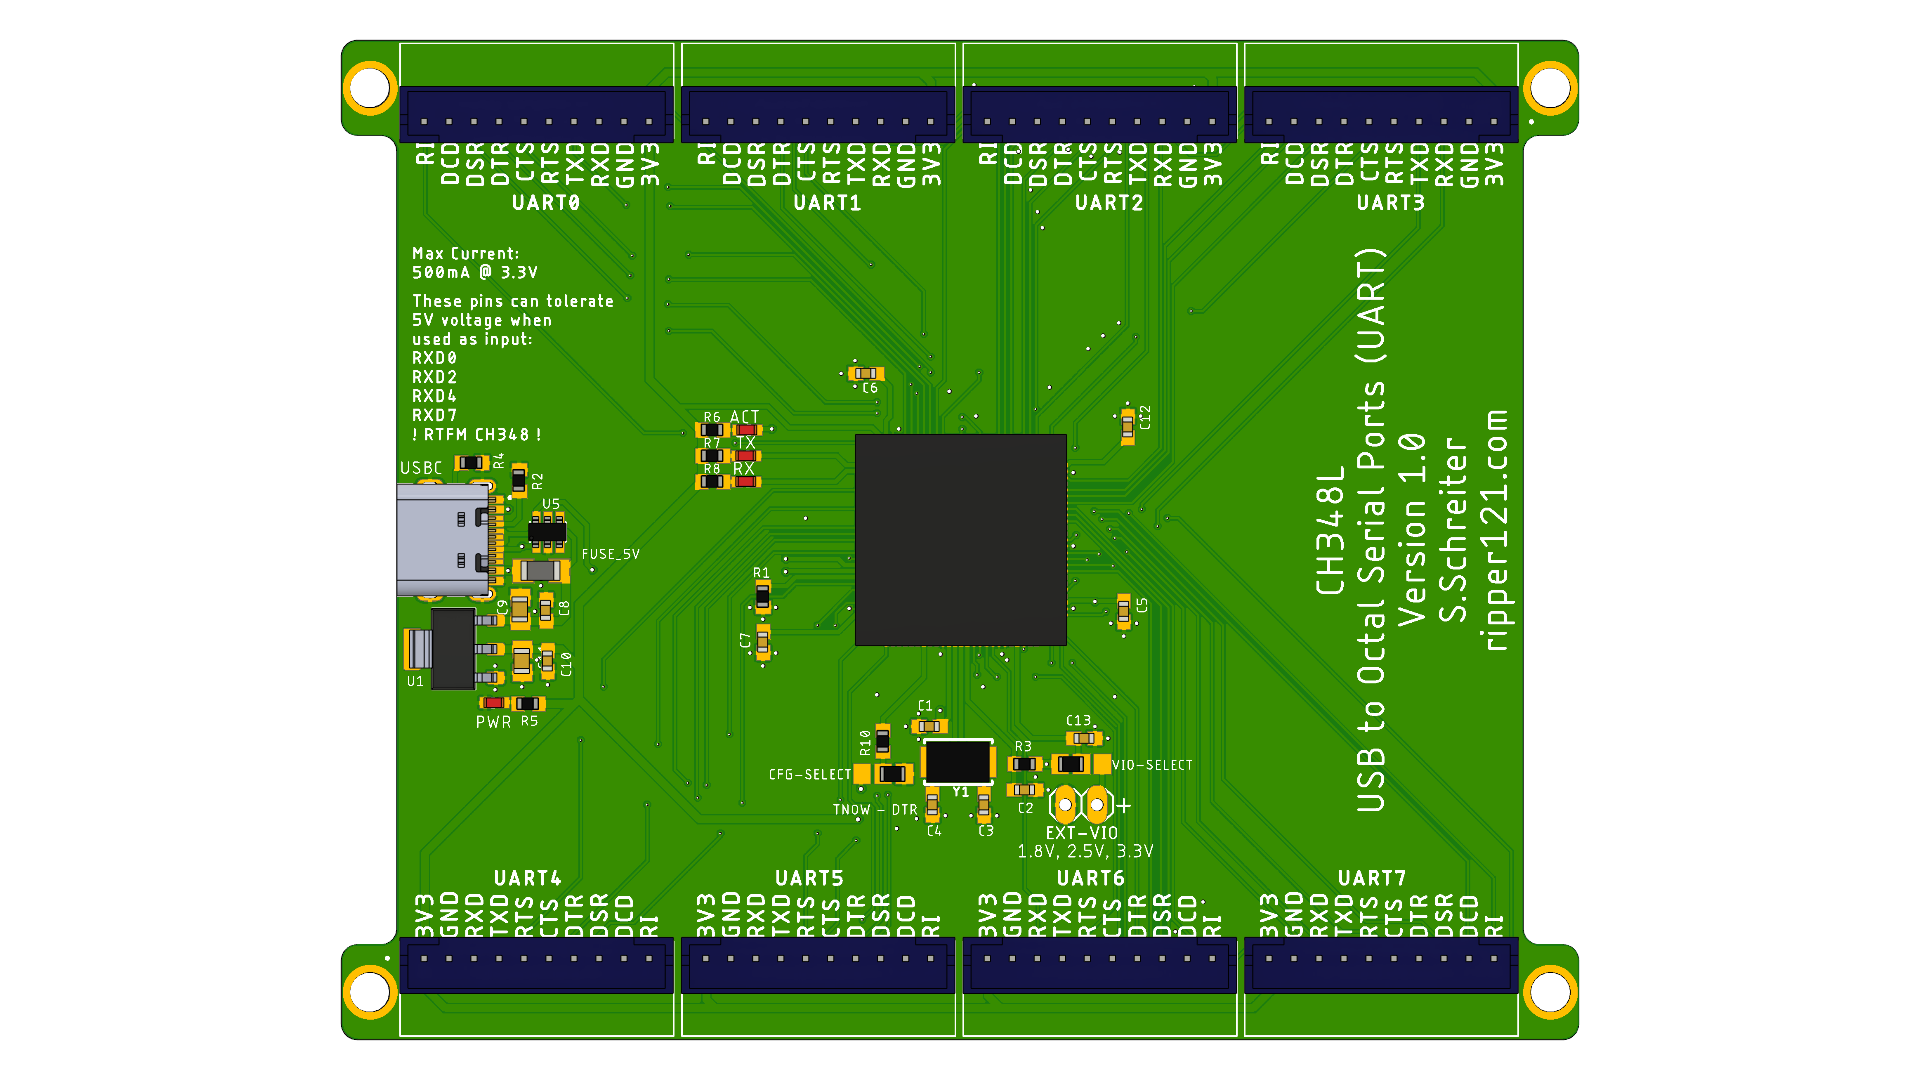 RI DCD DSR DTR CTS RTS TXD RXD GND 3V3
UART0
RI DCD DSR DTR CTS RTS TXD RXD GND 3V3
UART1
RI DCD DSR DTR CTS RTS TXD RXD GND 3V3
UART2
RI DCD DSR DTR CTS RTS TXD RXD GND 3V3
UART3
Max Current:
500mA @ 3.3V
These pins can tolerate
5V voltage when
used as input:
RXD0
RXD2
RXD4
RXD7
! RTFM CH348 !
USBC
R4
R2
U5
FUSE_5V
C9
C8
C10
U1
PWR
R5
C6
R6 ACT
R7 TX
R8 RX
C12
R1
C7
C5
C1
R10
CFG-SELECT
TNOW - DTR
Y1
C4
C3
R3
C2
C13
VIO-SELECT
+
EXT-VIO
1.8V, 2.5V, 3.3V
CH348L
USB to Octal Serial Ports (UART)
Version 1.0
S.Schreiter
ripper121.com
UART4
3V3 GND RXD TXD RTS CTS DTR DSR DCD RI
UART5
3V3 GND RXD TXD RTS CTS DTR DSR DCD RI
UART6
3V3 GND RXD TXD RTS CTS DTR DSR DCD RI
UART7
3V3 GND RXD TXD RTS CTS DTR DSR DCD RI